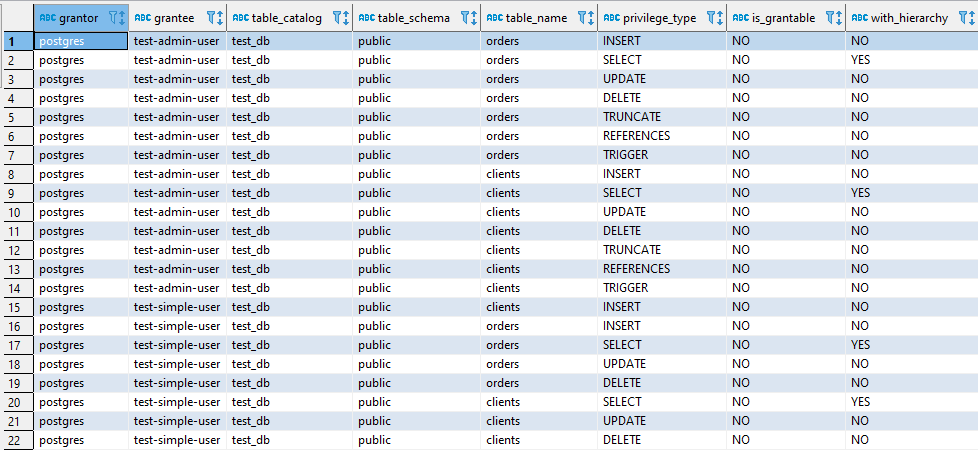 ABC grantor ABC grantee ABC table_catalog ABC table_schema ABC table_name ABC privilege_type ABC is_grantable ABC with_hierarchy
1 postgres test-admin-user test_db public orders INSERT NO NO
2 postgres test-admin-user test_db public orders SELECT NO YES
3 postgres test-admin-user test_db public orders UPDATE NO NO
4 postgres test-admin-user test_db public orders DELETE NO NO
5 postgres test-admin-user test_db public orders TRUNCATE NO NO
6 postgres test-admin-user test_db public orders REFERENCES NO NO
7 postgres test-admin-user test_db public orders TRIGGER NO NO
8 postgres test-admin-user test_db public clients INSERT NO NO
9 postgres test-admin-user test_db public clients SELECT NO YES
10 postgres test-admin-user test_db public clients UPDATE NO NO
11 postgres test-admin-user test_db public clients DELETE NO NO
12 postgres test-admin-user test_db public clients TRUNCATE NO NO
13 postgres test-admin-user test_db public clients REFERENCES NO NO
14 postgres test-admin-user test_db public clients TRIGGER NO NO
15 postgres test-simple-user test_db public clients INSERT NO NO
16 postgres test-simple-user test_db public orders INSERT NO NO
17 postgres test-simple-user test_db public orders SELECT NO YES
18 postgres test-simple-user test_db public orders UPDATE NO NO
19 postgres test-simple-user test_db public orders DELETE NO NO
20 postgres test-simple-user test_db public clients SELECT NO YES
21 postgres test-simple-user test_db public clients UPDATE NO NO
22 postgres test-simple-user test_db public clients DELETE NO NO